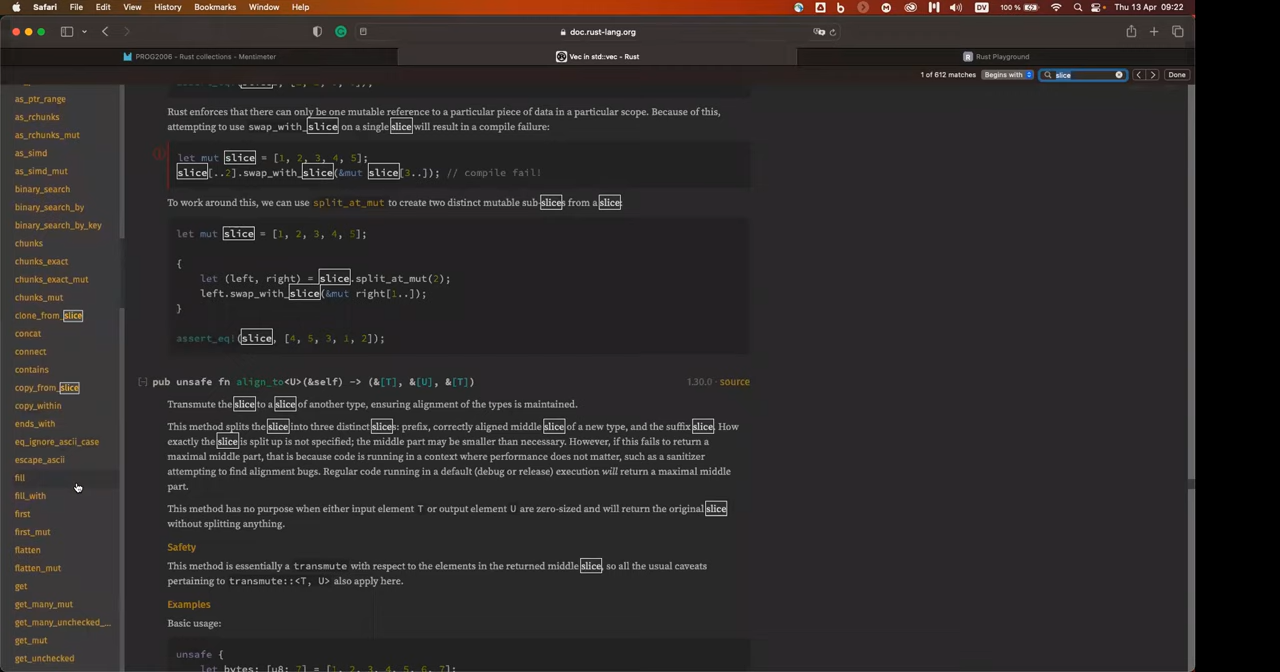 Safari File Edit View History Bookmarks Window Help DV 100 % Thu 13 Apr 09:22
doc.rust-lang.org
PROG2006 - Rust collections - Mentimeter Vec in std::vec - Rust Rust Playground
1 of 612 matches Begins with slice Done
as_ptr_range
as_rchunks
as_rchunks_mut
as_simd
as_simd_mut
binary_search
binary_search_by
binary_search_by_key
chunks
chunks_exact
chunks_exact_mut
chunks_mut
clone_from_slice
concat
connect
contains
copy_from_slice
copy_within
ends_with
eq_ignore_ascii_case
escape_ascii
fill
fill_with
first
first_mut
flatten
flatten_mut
get
get_many_mut
get_many_unchecked_...
get_mut
get_unchecked
Rust enforces that there can only be one mutable reference to a particular piece of data in a particular scope. Because of this,
attempting to use swap_with_slice on a single slice will result in a compile failure:
let mut slice = [1, 2, 3, 4, 5];
slice[..2].swap_with_slice(&mut slice[3..]); // compile fail!
To work around this, we can use split_at_mut to create two distinct mutable sub-slices from a slice:
let mut slice = [1, 2, 3, 4, 5];
{
let (left, right) = slice.split_at_mut(2);
left.swap_with_slice(&mut right[1..]);
}
assert_eq!(slice, [4, 5, 3, 1, 2]);
[-] pub unsafe fn align_to<U>(&self) -> (&[T], &[U], &[T]) 1.30.0 · source
Transmute the slice to a slice of another type, ensuring alignment of the types is maintained.
This method splits the slice into three distinct slices: prefix, correctly aligned middle slice of a new type, and the suffix slice. How
exactly the slice is split up is not specified; the middle part may be smaller than necessary. However, if this fails to return a
maximal middle part, that is because code is running in a context where performance does not matter, such as a sanitizer
attempting to find alignment bugs. Regular code running in a default (debug or release) execution will return a maximal middle
part.
This method has no purpose when either input element T or output element U are zero-sized and will return the original slice
without splitting anything.
Safety
This method is essentially a transmute with respect to the elements in the returned middle slice, so all the usual caveats
pertaining to transmute::<T, U> also apply here.
Examples
Basic usage:
unsafe {
let bytes: [u8; 7] = [1, 2, 3, 4, 5, 6, 7];